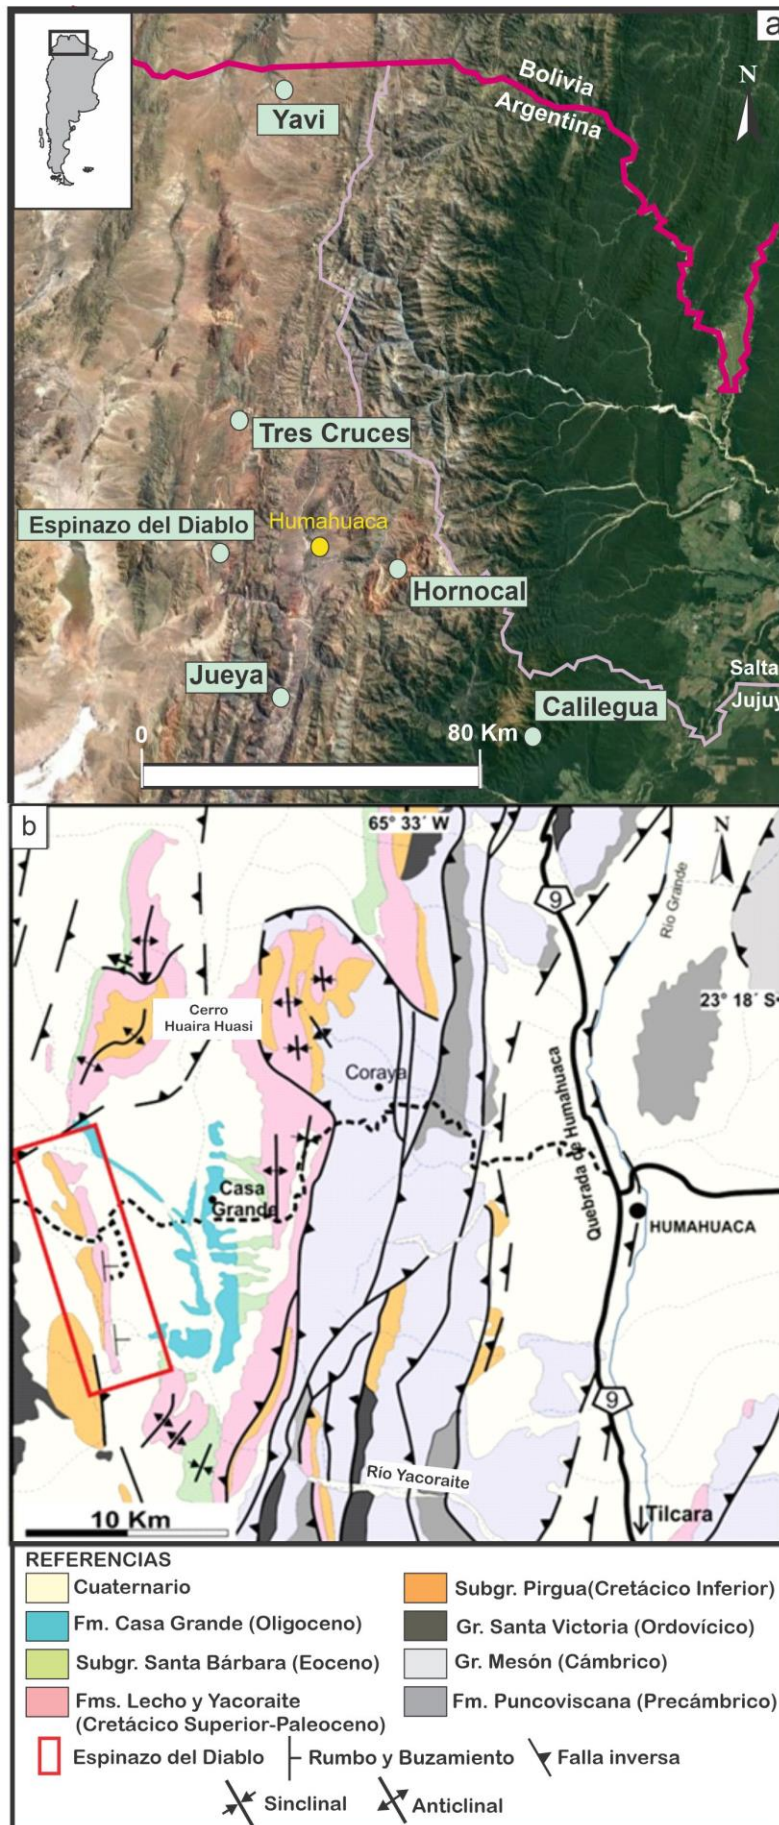 a
Bolivia
Argentina
N
Yavi
Tres Cruces
Espinazo del Diablo
Humahuaca
Hornocal
Jueya
Calilegua
Salta
Jujuy
0
80 Km
b
65° 33´ W
N
9
Río Grande
23° 18´ S
Cerro
Huaira Huasi
Coraya
Quebrada de Humahuaca
Casa
Grande
HUMAHUACA
9
Río Yacoraite
10 Km
Tilcara
REFERENCIAS
Cuaternario
Subgr. Pirgua(Cretácico Inferior)
Fm. Casa Grande (Oligoceno)
Gr. Santa Victoria (Ordovícico)
Subgr. Santa Bárbara (Eoceno)
Gr. Mesón (Cámbrico)
Fms. Lecho y Yacoraite
(Cretácico Superior-Paleoceno)
Fm. Puncoviscana (Precámbrico)
Espinazo del Diablo
Rumbo y Buzamiento
Falla inversa
Sinclinal
Anticlinal